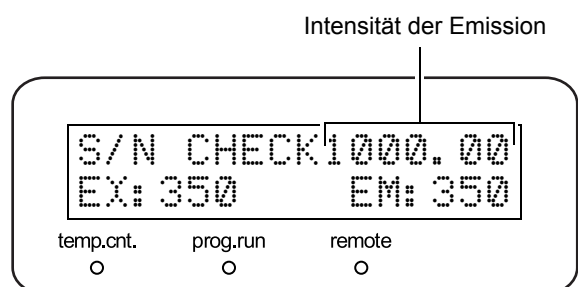 Intensität der Emission
S/N CHECK1000.00
EX:350 EM:350
temp.cnt. prog.run remote